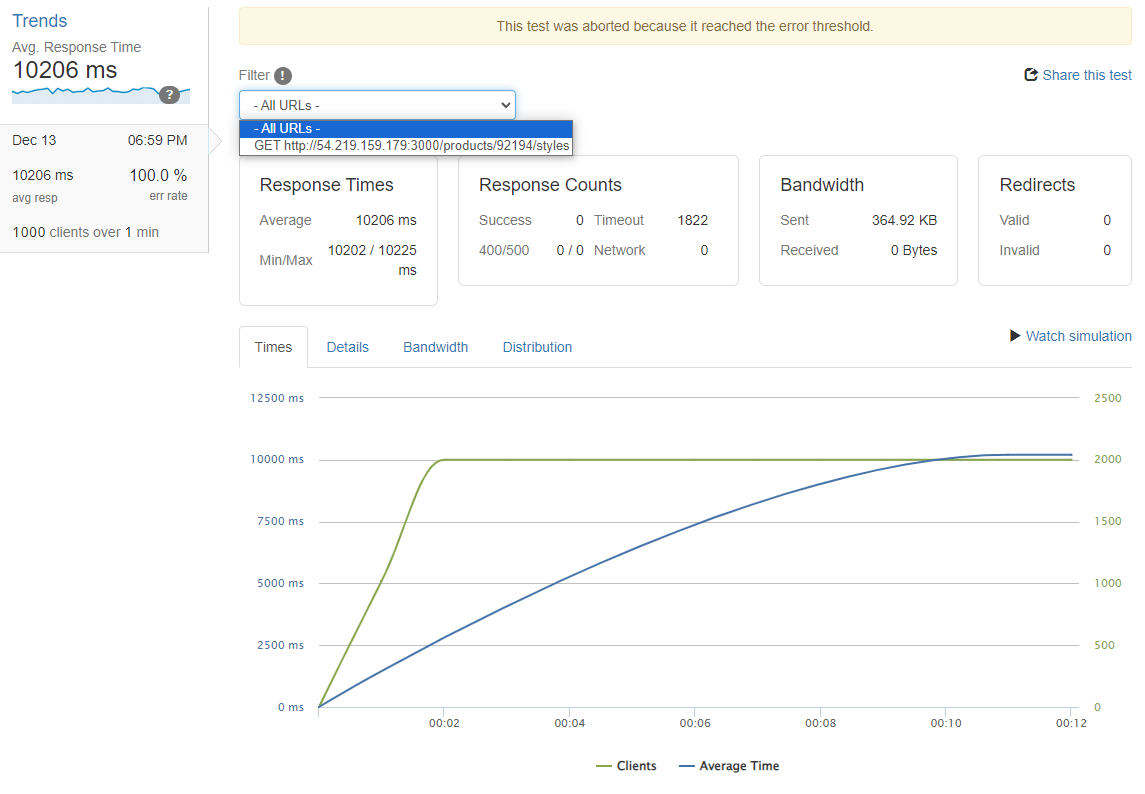 Trends
Avg. Response Time
10206 ms
?
Dec 13 06:59 PM
10206 ms 100.0 %
avg resp err rate
1000 clients over 1 min
This test was aborted because it reached the error threshold.
Filter !
Share this test
- All URLs -
- All URLs -
GET http://54.219.159.179:3000/products/92194/styles
Response Times
Average 10206 ms
Min/Max 10202 / 10225
ms
Response Counts
Success 0 Timeout 1822
400/500 0 / 0 Network 0
Bandwidth
Sent 364.92 KB
Received 0 Bytes
Redirects
Valid 0
Invalid 0
Times Details Bandwidth Distribution
Watch simulation
12500 ms 2500
10000 ms 2000
7500 ms 1500
5000 ms 1000
2500 ms 500
0 ms 0
00:02 00:04 00:06 00:08 00:10 00:12
Clients Average Time